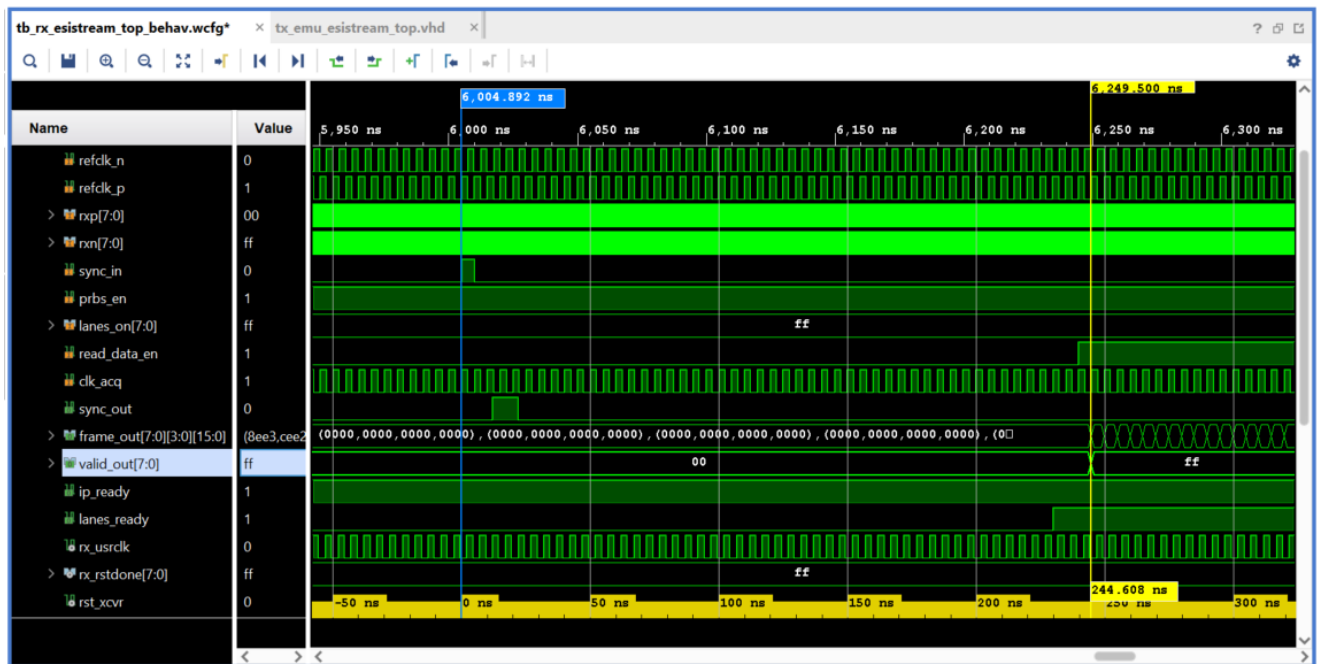 tb_rx_esistream_top_behav.wcfg* × tx_emu_esistream_top.vhd × ?
6,004.892 ns 6,249.500 ns
Name Value 5,950 ns 6,000 ns 6,050 ns 6,100 ns 6,150 ns 6,200 ns 6,250 ns 6,300 ns
refclk_n 0
refclk_p 1
rxp[7:0] 00
rxn[7:0] ff
sync_in 0
prbs_en 1
lanes_on[7:0] ff ff
read_data_en 1
clk_acq 1
sync_out 0
frame_out[7:0][3:0][15:0] (8ee3,cee2 (0000,0000,0000,0000),(0000,0000,0000,0000),(0000,0000,0000,0000),(0000,0000,0000,0000),(0
valid_out[7:0] ff 00 ff
ip_ready 1
lanes_ready 1
rx_usrclk 0
rx_rstdone[7:0] ff ff
244.608 ns
rst_xcvr 0 -50 ns 0 ns 50 ns 100 ns 150 ns 200 ns 250 ns 300 ns